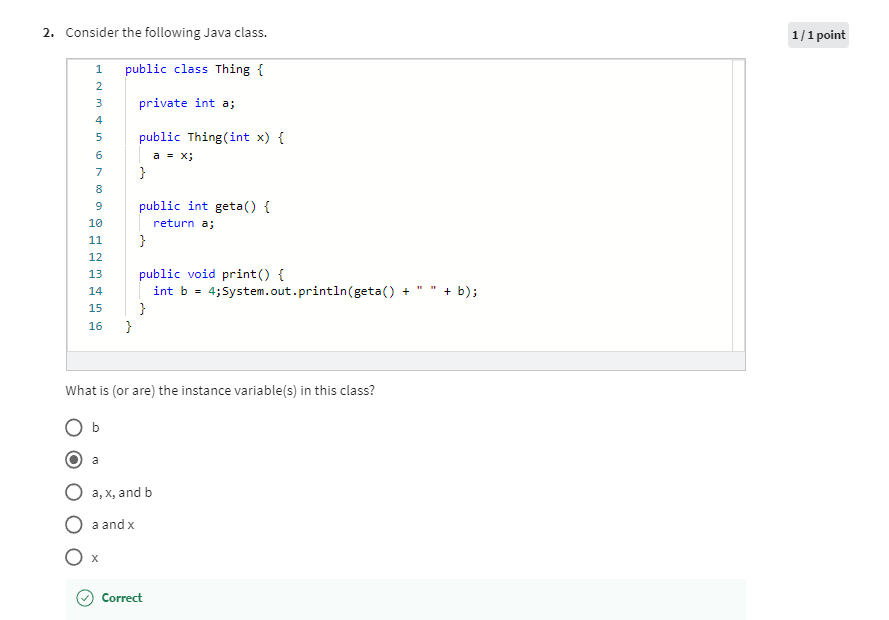 2. Consider the following Java class.
1 / 1 point
1 public class Thing {
2
3 private int a;
4
5 public Thing(int x) {
6 a = x;
7 }
8
9 public int geta() {
10 return a;
11 }
12
13 public void print() {
14 int b = 4;System.out.println(geta() + " " + b);
15 }
16 }
What is (or are) the instance variable(s) in this class?
b
a
a, x, and b
a and x
x
Correct